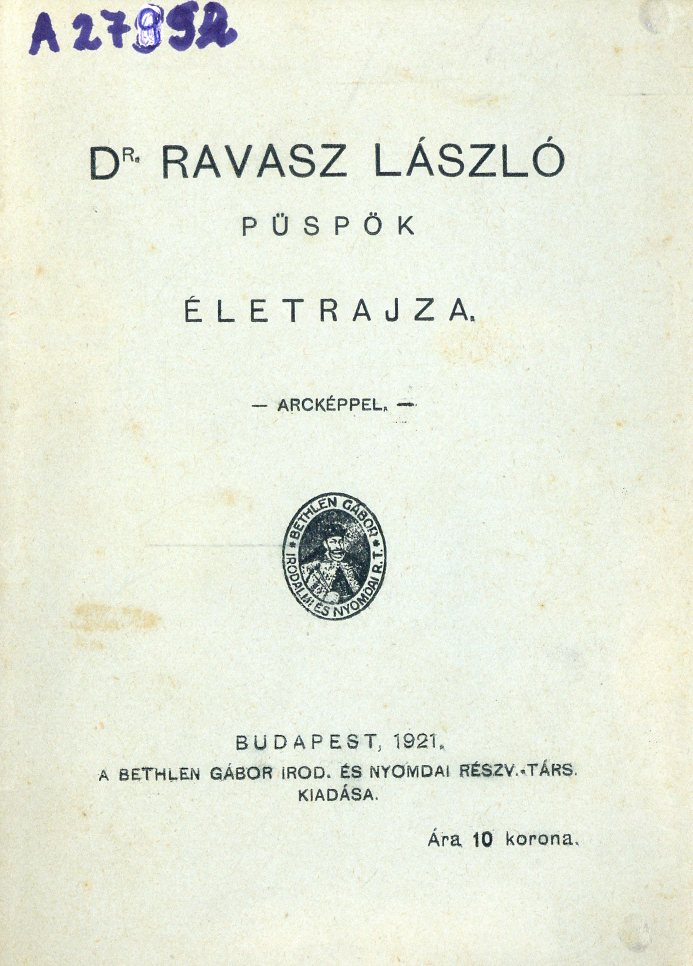 A 27992
DR. RAVASZ LÁSZLÓ
PÜSPÖK
ÉLETRAJZA.
— ARCKÉPPEL. —
* BETHLEN GÁBOR *
IRODALMI ÉS NYOMDAI R. T.
BUDAPEST, 1921.
A BETHLEN GÁBOR IROD. ÉS NYOMDAI RÉSZV.-TÁRS.
KIADÁSA.
Ára 10 korona.